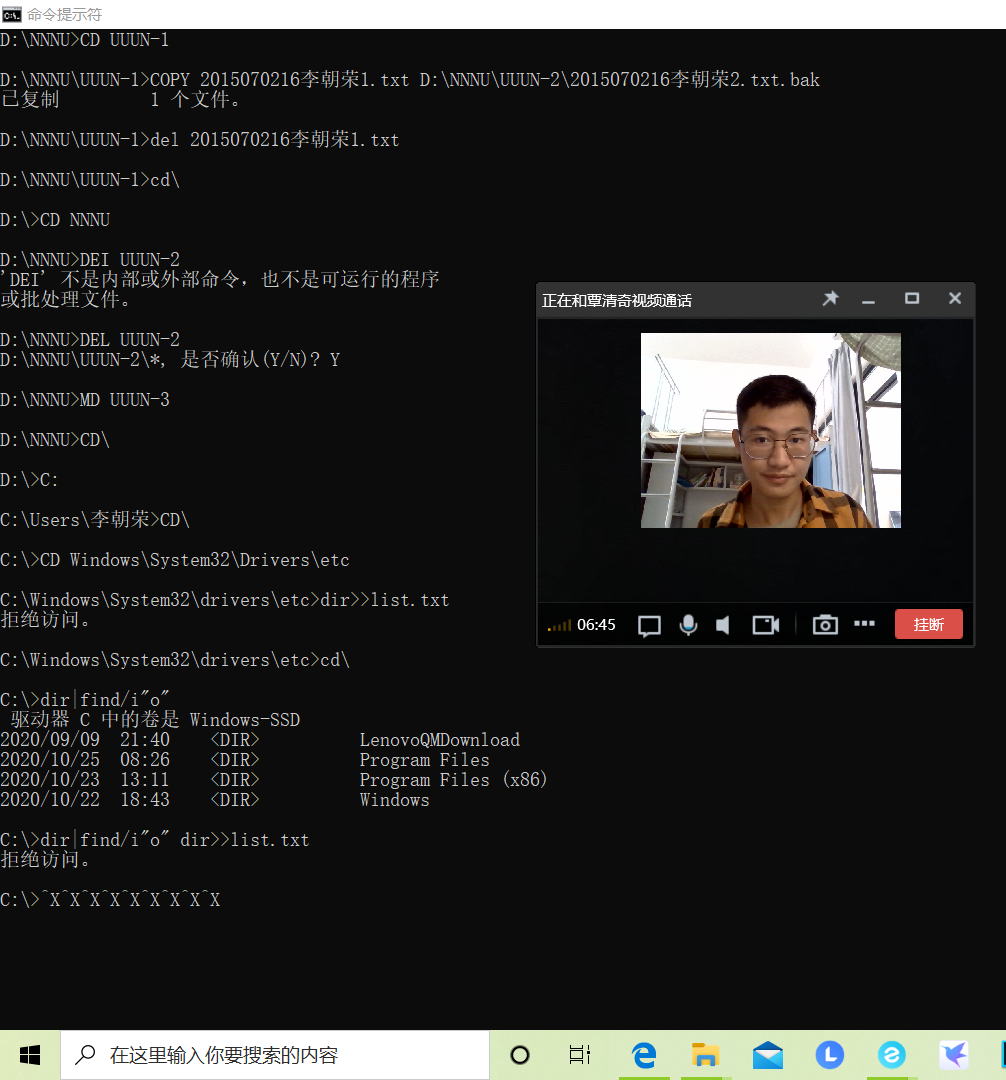 命令提示符
D:\NNNU>CD UUUN-1
D:\NNNU\UUUN-1>COPY 2015070216李朝荣1.txt D:\NNNU\UUUN-2\2015070216李朝荣2.txt.bak
已复制         1 个文件。
D:\NNNU\UUUN-1>del 2015070216李朝荣1.txt
D:\NNNU\UUUN-1>cd\
D:\>CD NNNU
D:\NNNU>DEI UUUN-2
'DEI' 不是内部或外部命令，也不是可运行的程序
或批处理文件。
D:\NNNU>DEL UUUN-2
D:\NNNU\UUUN-2\*, 是否确认(Y/N)? Y
D:\NNNU>MD UUUN-3
D:\NNNU>CD\
D:\>C:
C:\Users\李朝荣>CD\
C:\>CD Windows\System32\Drivers\etc
C:\Windows\System32\drivers\etc>dir>>list.txt
拒绝访问。
C:\Windows\System32\drivers\etc>cd\
C:\>dir|find/i"o"
 驱动器 C 中的卷是 Windows-SSD
2020/09/09  21:40    <DIR>          LenovoQMDownload
2020/10/25  08:26    <DIR>          Program Files
2020/10/23  13:11    <DIR>          Program Files (x86)
2020/10/22  18:43    <DIR>          Windows
C:\>dir|find/i"o" dir>>list.txt
拒绝访问。
C:\>^X^X^X^X^X^X^X^X^X
正在和覃清奇视频通话
06:45
挂断
在这里输入你要搜索的内容